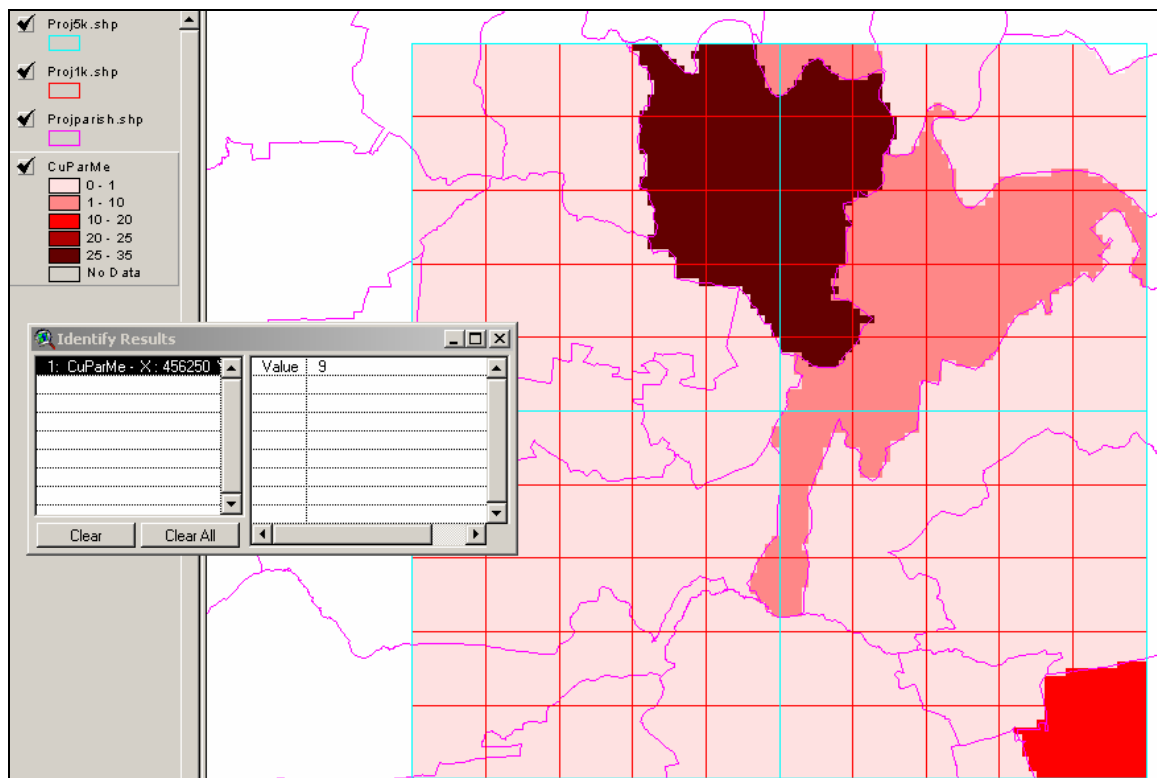 Proj5k.shp
Proj1k.shp
Projparish.shp
CuParMe
0 - 1
1 - 10
10 - 20
20 - 25
25 - 35
No Data
Identify Results
1: CuParMe - X : 456250
Value 9
Clear Clear All